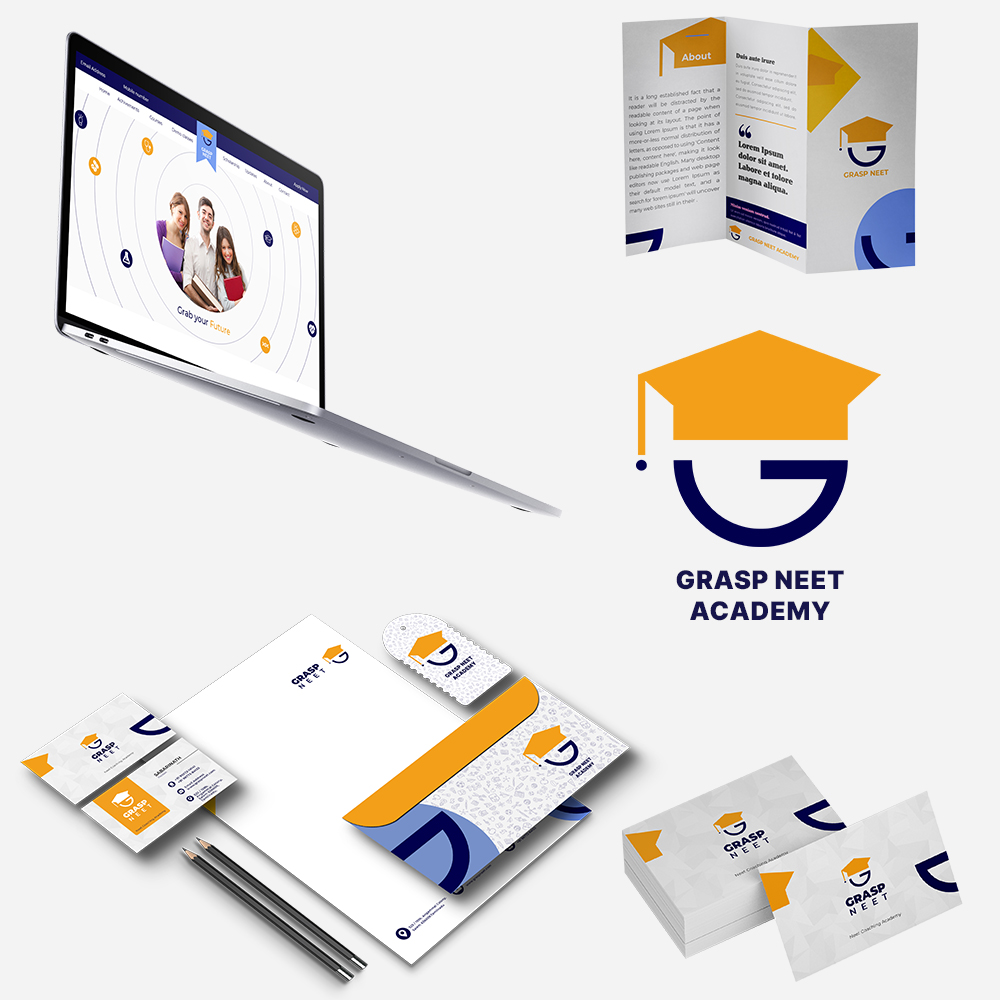 Email Address
Mobile number
Apply Now
Home
Achivements
Courses
Demo classes
GRASP
NEET
Scholarship
Updates
About
Contact
Grab your Future
About
It is a long established fact that a
reader will be distracted by the
readable content of a page when
looking at its layout. The point of
using Lorem Ipsum is that it has a
more-or-less normal distribution of
letters, as opposed to using 'Content
here, content here', making it look
like readable English. Many desktop
publishing packages and web page
editors now use Lorem Ipsum as
their default model text, and a
search for 'lorem ipsum' will uncover
many web sites still in their .
Duis aute irure
Lorem Ipsum
dolor sit amet.
Labore et dolore
magna aliqua.
GRASP NEET ACADEMY
GRASP NEET
GRASP NEET
ACADEMY
GRASP
NEET
GRASP NEET
ACADEMY
GRASP NEET
ACADEMY
GRASP
NEET
SABARINATH
GRASP
NEET
GRASP
NEET
Neet Coaching Academy
GRASP
NEET
Neet Coaching Academy